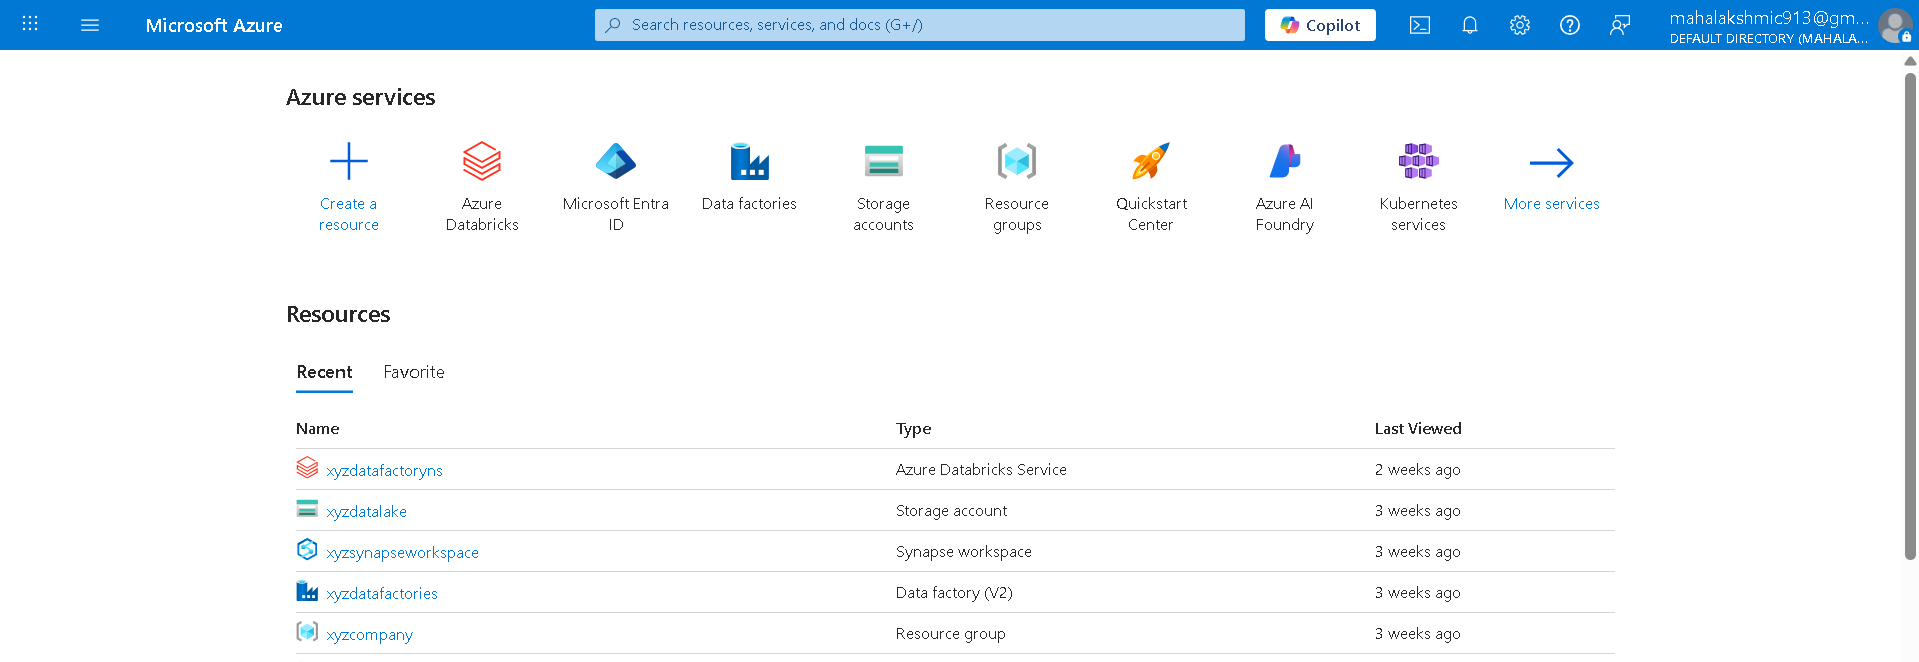 Microsoft Azure
Search resources, services, and docs (G+/)
Copilot
mahalakshmic913@gm...
DEFAULT DIRECTORY (MAHALA...
Azure services
Create a
resource
Azure
Databricks
Microsoft Entra
ID
Data factories
Storage
accounts
Resource
groups
Quickstart
Center
Azure AI
Foundry
Kubernetes
services
More services
Resources
Recent Favorite
Name Type Last Viewed
xyzdatafactoryns Azure Databricks Service 2 weeks ago
xyzdatalake Storage account 3 weeks ago
xyzsynapseworkspace Synapse workspace 3 weeks ago
xyzdatafactories Data factory (V2) 3 weeks ago
xyzcompany Resource group 3 weeks ago